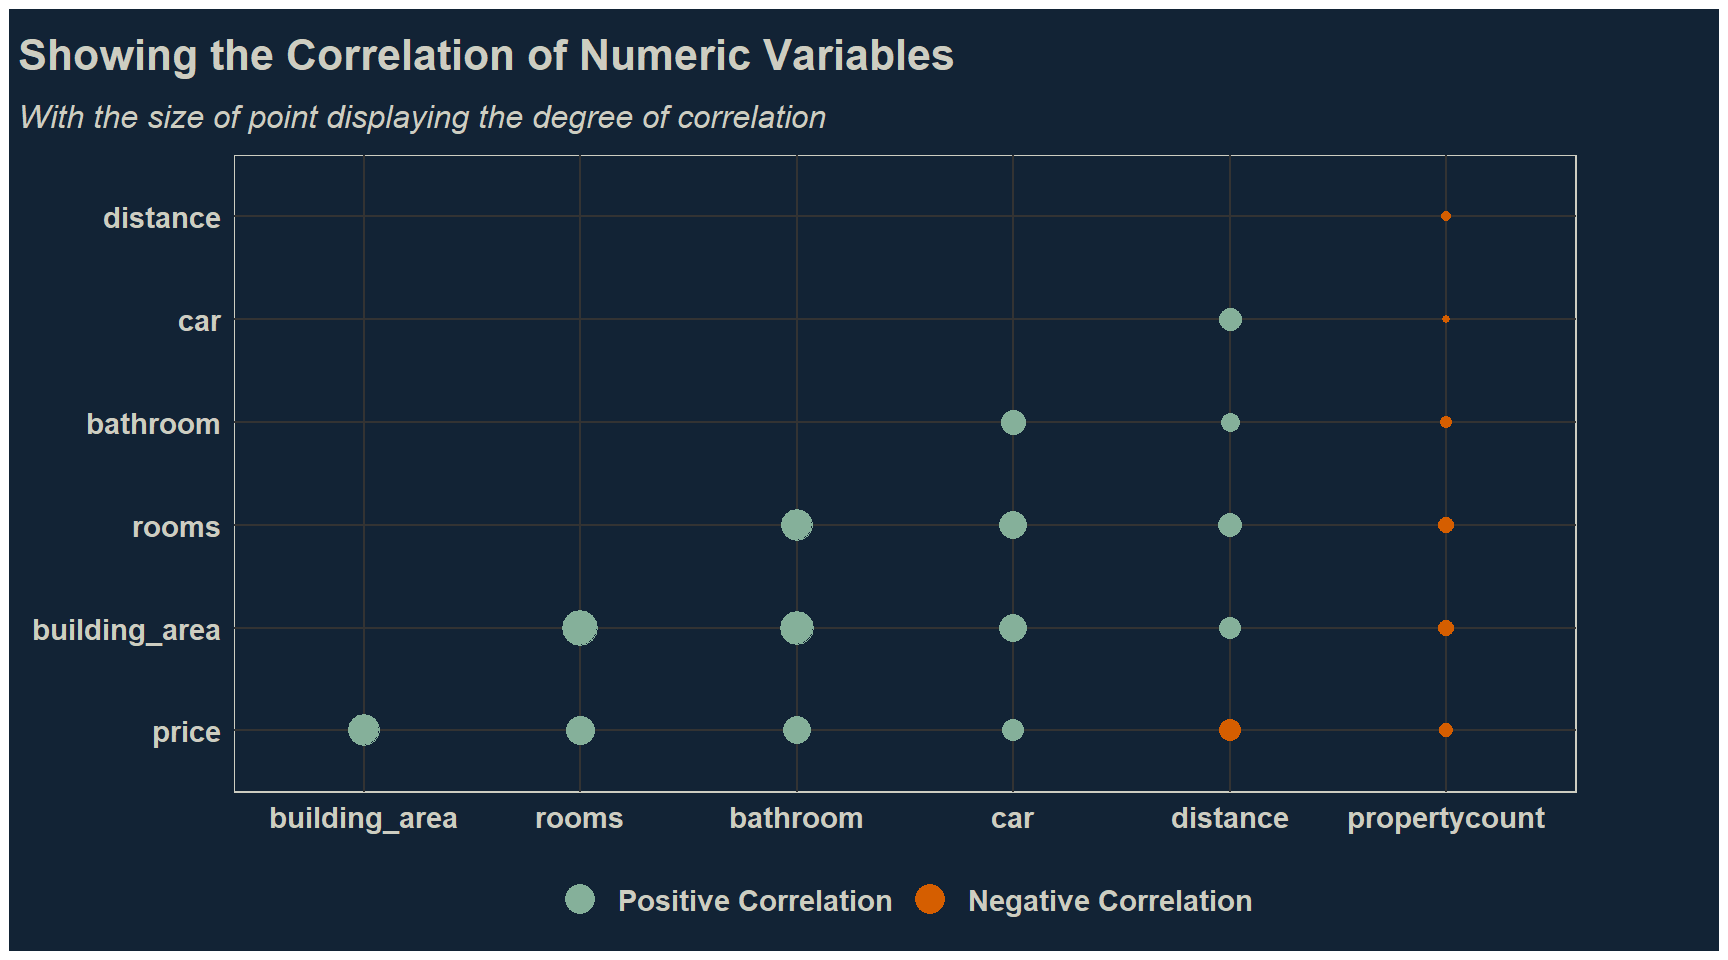 Showing the Correlation of Numeric Variables
With the size of point displaying the degree of correlation
distance
car
bathroom
rooms
building_area
price
building_area rooms bathroom car distance propertycount
Positive Correlation Negative Correlation